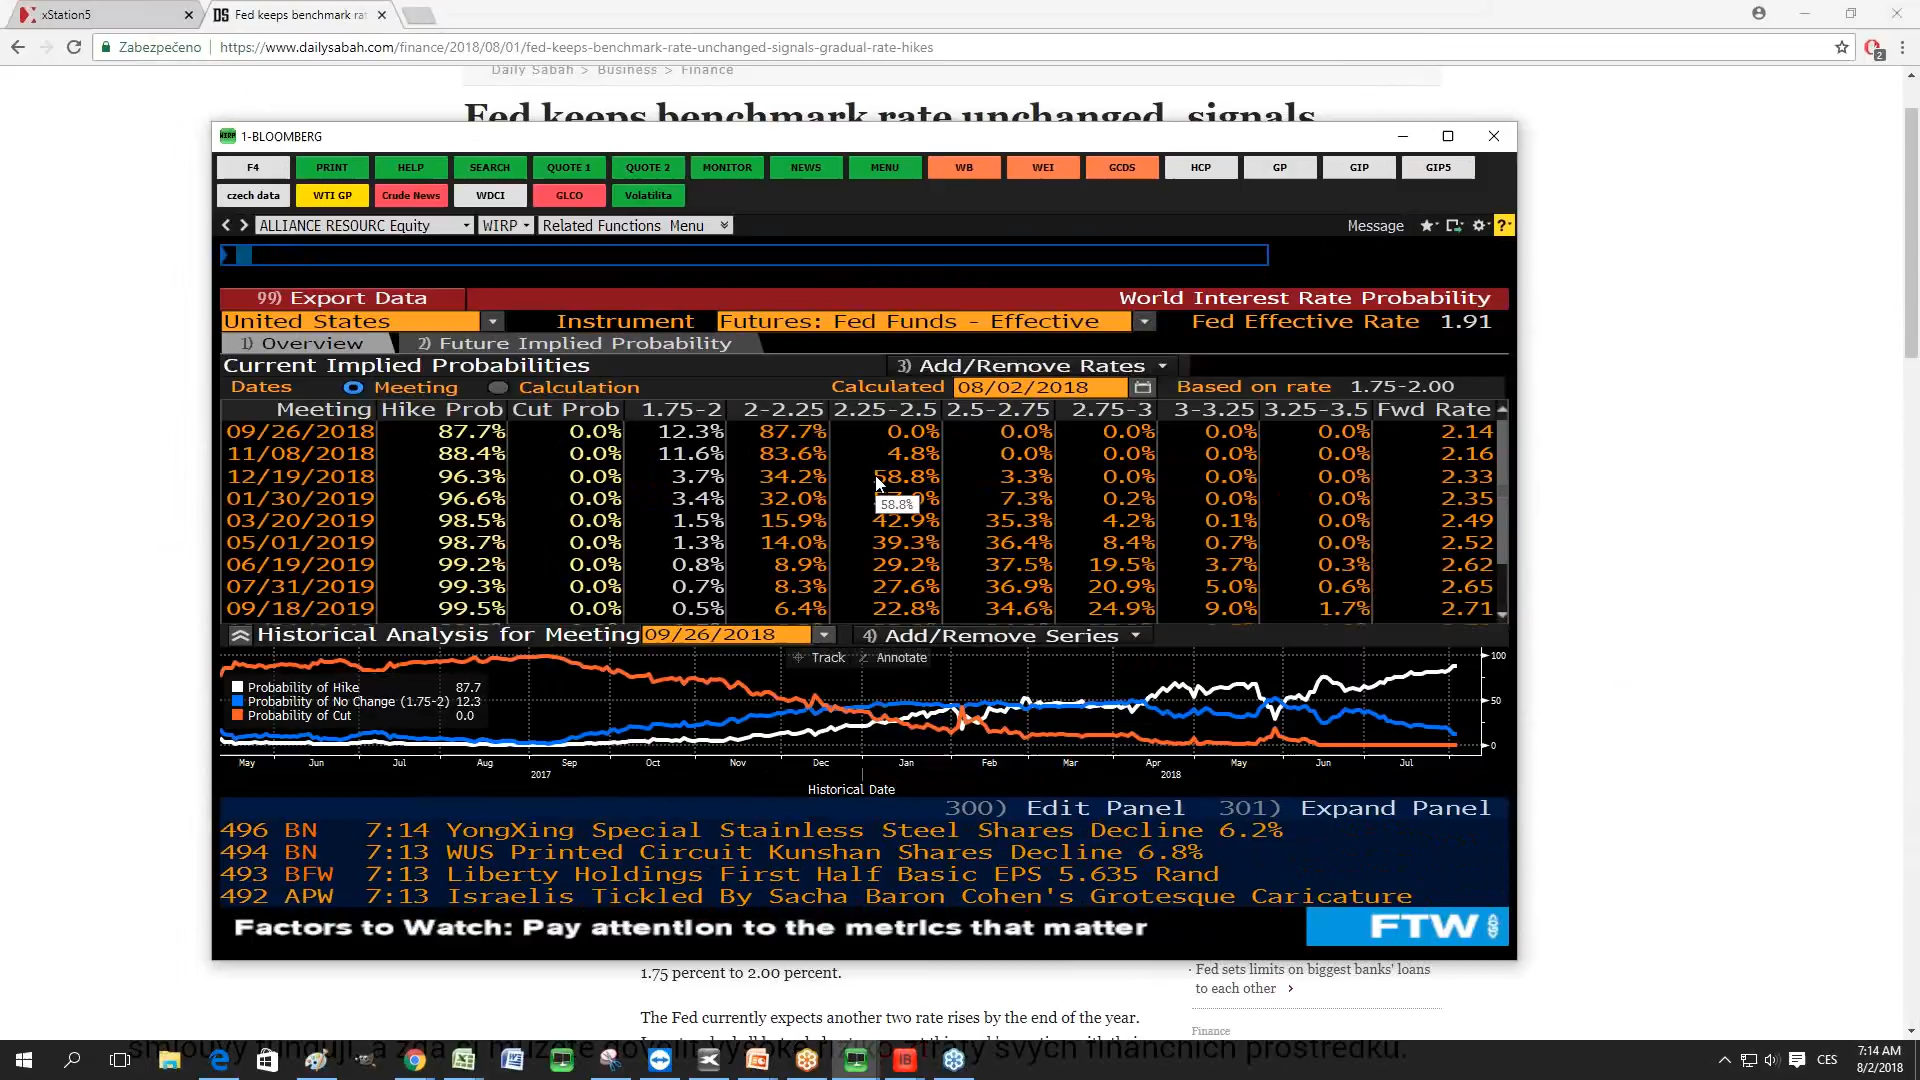 xStation5
Fed keeps benchmark rat
Zabezpečeno
https://www.dailysabah.com/finance/2018/08/01/fed-keeps-benchmark-rate-unchanged-signals-gradual-rate-hikes
2
Daily Sabah > Business > Finance
Fed keeps benchmark rate unchanged, signals
WIRP 1-BLOOMBERG
F4 PRINT HELP SEARCH QUOTE 1 QUOTE 2 MONITOR NEWS MENU WB WEI GCDS HCP GP GIP GIP5
czech data WTI GP Crude News WDCI GLCO Volatilita
< > ALLIANCE RESOURC Equity WIRP Related Functions Menu Message ?
99) Export Data World Interest Rate Probability
United States Instrument Futures: Fed Funds - Effective Fed Effective Rate 1.91
1) Overview 2) Future Implied Probability
Current Implied Probabilities 3) Add/Remove Rates
Dates Meeting Calculation Calculated 08/02/2018 Based on rate 1.75-2.00
Meeting Hike Prob Cut Prob 1.75-2 2-2.25 2.25-2.5 2.5-2.75 2.75-3 3-3.25 3.25-3.5 Fwd Rate
09/26/2018 87.7% 0.0% 12.3% 87.7% 0.0% 0.0% 0.0% 0.0% 0.0% 2.14
11/08/2018 88.4% 0.0% 11.6% 83.6% 4.8% 0.0% 0.0% 0.0% 0.0% 2.16
12/19/2018 96.3% 0.0% 3.7% 34.2% 58.8% 3.3% 0.0% 0.0% 0.0% 2.33
01/30/2019 96.6% 0.0% 3.4% 32.0% 7.3% 0.2% 0.0% 0.0% 2.35
58.8%
03/20/2019 98.5% 0.0% 1.5% 15.9% 42.9% 35.3% 4.2% 0.1% 0.0% 2.49
05/01/2019 98.7% 0.0% 1.3% 14.0% 39.3% 36.4% 8.4% 0.7% 0.0% 2.52
06/19/2019 99.2% 0.0% 0.8% 8.9% 29.2% 37.5% 19.5% 3.7% 0.3% 2.62
07/31/2019 99.3% 0.0% 0.7% 8.3% 27.6% 36.9% 20.9% 5.0% 0.6% 2.65
09/18/2019 99.5% 0.0% 0.5% 6.4% 22.8% 34.6% 24.9% 9.0% 1.7% 2.71
Historical Analysis for Meeting 09/26/2018 4) Add/Remove Series
Track Annotate
100
50
0
Probability of Hike 87.7
Probability of No Change (1.75-2) 12.3
Probability of Cut 0.0
May Jun Jul Aug Sep Oct Nov Dec Jan Feb Mar Apr May Jun Jul
2017 2018
Historical Date
300) Edit Panel 301) Expand Panel
496 BN 7:14 YongXing Special Stainless Steel Shares Decline 6.2%
494 BN 7:13 WUS Printed Circuit Kunshan Shares Decline 6.8%
493 BFW 7:13 Liberty Holdings First Half Basic EPS 5.635 Rand
492 APW 7:13 Israelis Tickled By Sacha Baron Cohen's Grotesque Caricature
Factors to Watch: Pay attention to the metrics that matter FTW
1.75 percent to 2.00 percent.
The Fed currently expects another two rate rises by the end of the year.
· Fed sets limits on biggest banks' loans
to each other >
Finance
svých finančních prostředků.
CES
7:14 AM
8/2/2018